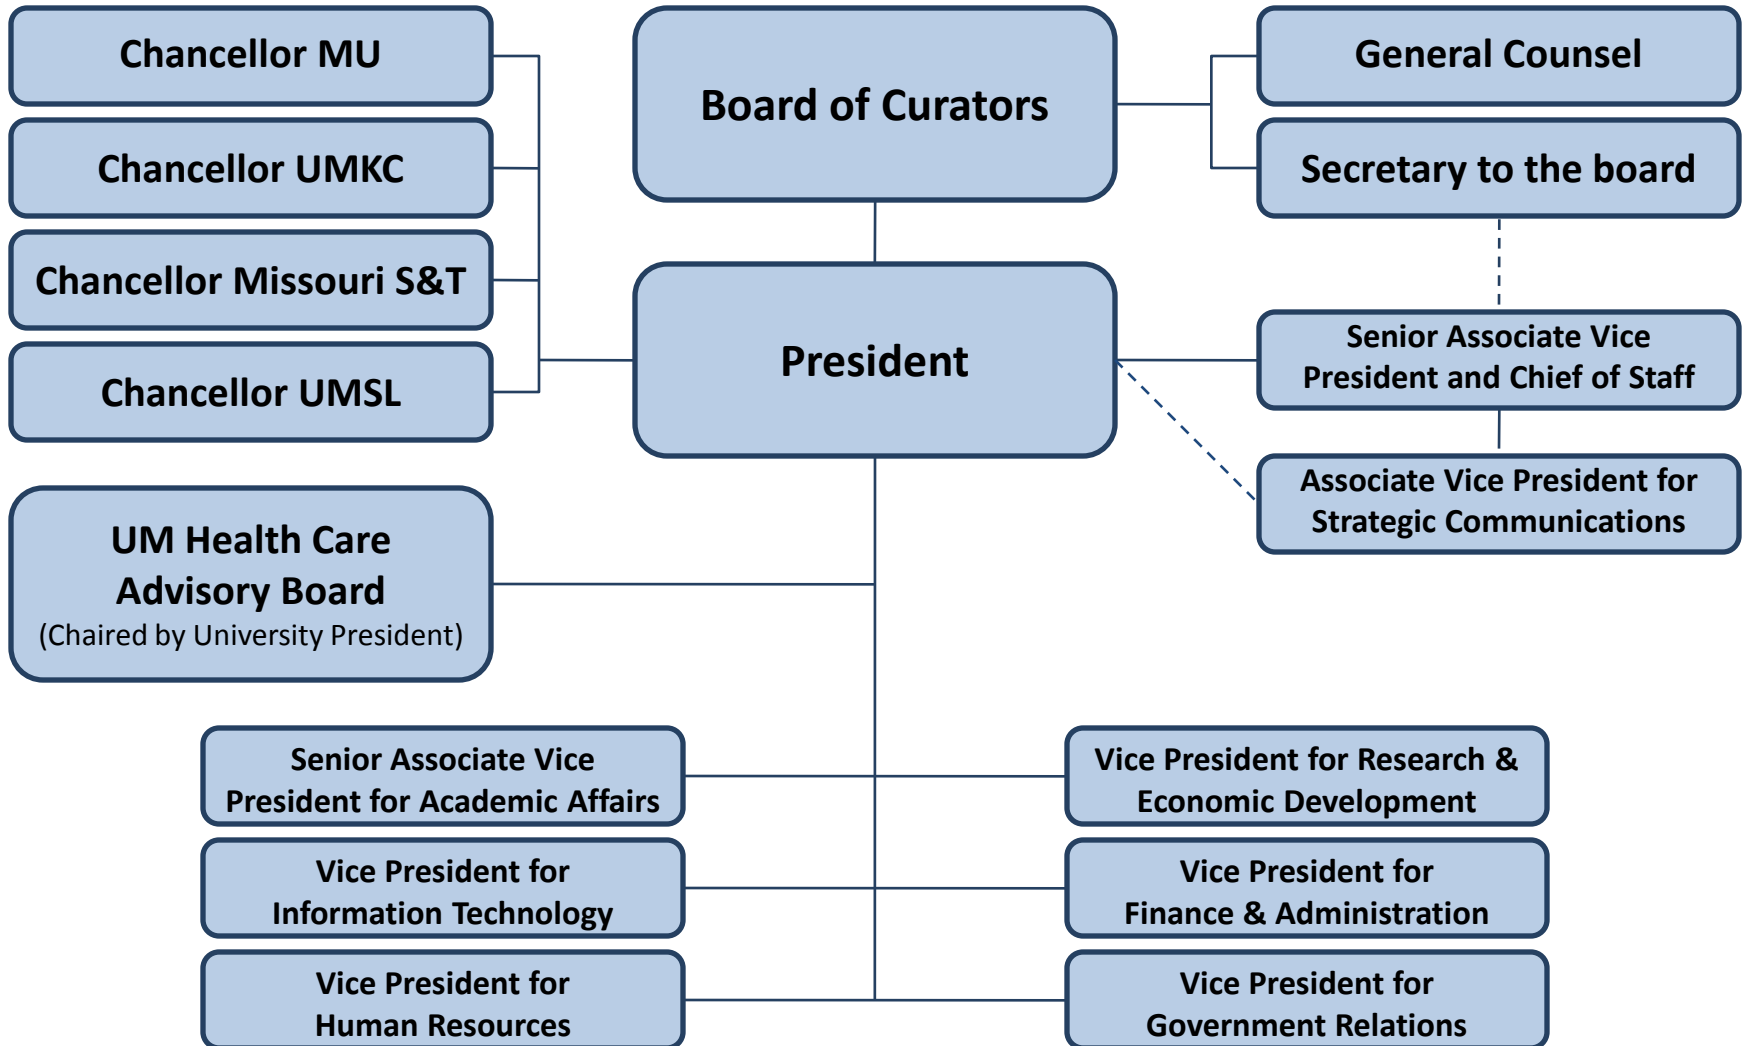 Chancellor MU
Chancellor UMKC
Chancellor Missouri S&T
Chancellor UMSL
Board of Curators
President
General Counsel
Secretary to the board
Senior Associate Vice
President and Chief of Staff
Associate Vice President for
Strategic Communications
UM Health Care
Advisory Board
(Chaired by University President)
Senior Associate Vice
President for Academic Affairs
Vice President for
Information Technology
Vice President for
Human Resources
Vice President for Research &
Economic Development
Vice President for
Finance & Administration
Vice President for
Government Relations